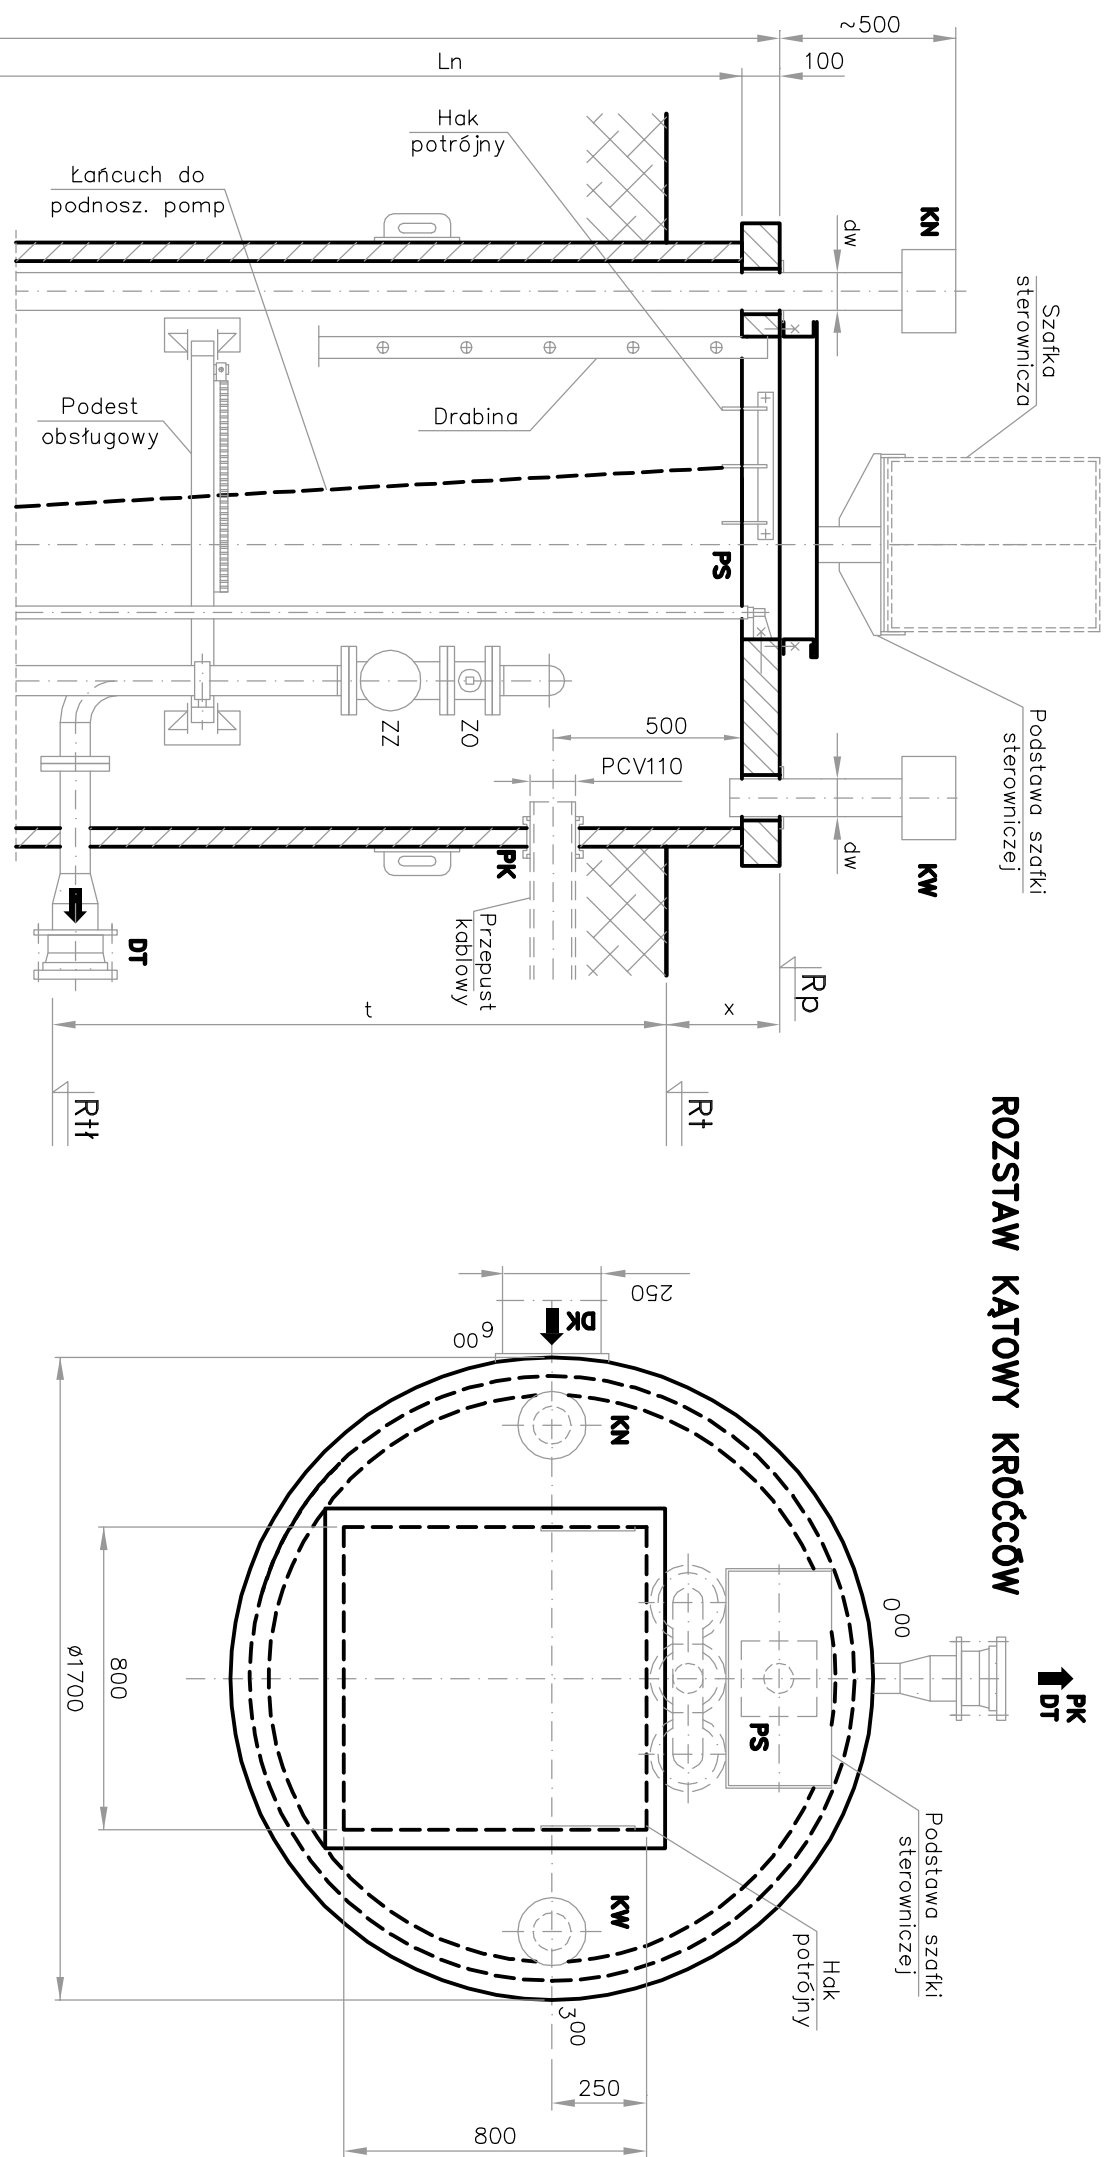 ~500
Ln
100
Hak
potrójny
Łańcuch do
podnosz. pomp
KN
dw
Szafka
sterownicza
Podest
obsługowy
Drabina
PS
Podstawa szafki
sterowniczej
ZZ
ZO
500
PCV110
dw
KW
PK
Przepust
kablowy
DT
Rp
t
x
Rtł
Rt
ROZSTAW KĄTOWY KRÓĆCÓW
250
DK
9⁰⁰
KN
0⁰⁰
PK
DT
PS
800
ø1700
Podstawa szafki
sterowniczej
KW
Hak
potrójny
3⁰⁰
250
800